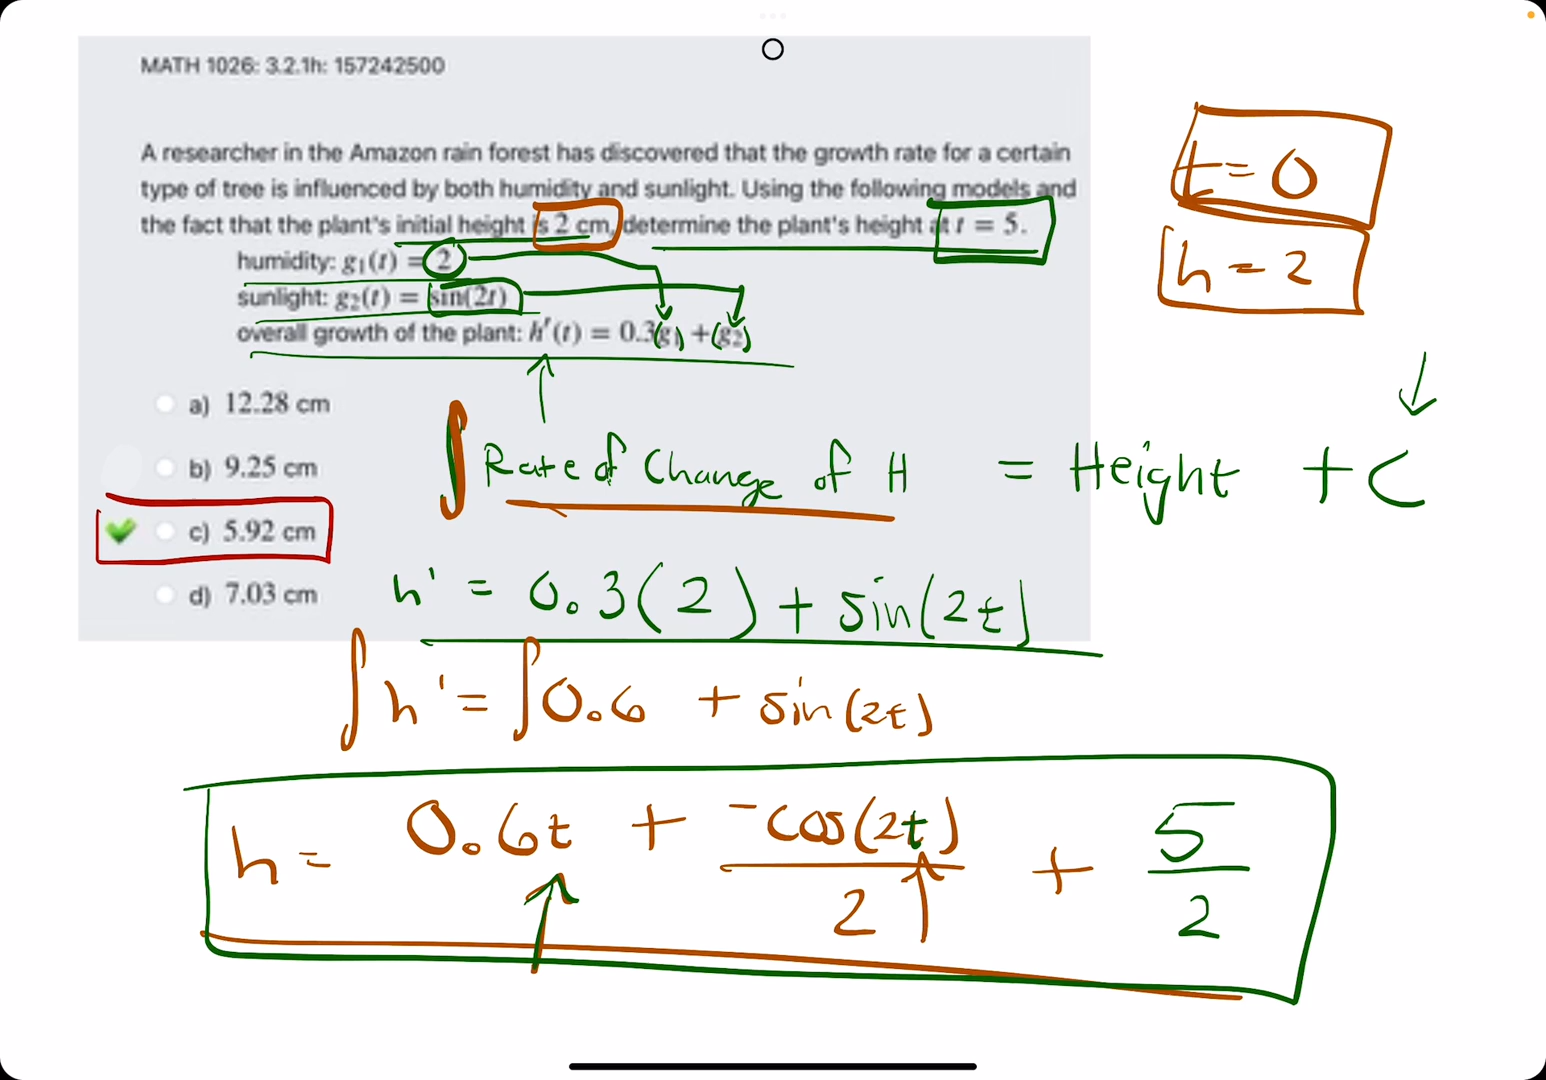 MATH 1026: 3.2.1h: 157242500
A researcher in the Amazon rain forest has discovered that the growth rate for a certain
type of tree is influenced by both humidity and sunlight. Using the following models and
the fact that the plant's initial height is 2 cm, determine the plant's height at t = 5.
humidity: g₁(t) = 2
sunlight: g₂(t) = sin(2t)
overall growth of the plant: h′(t) = 0.3(g₁) + (g₂)
a) 12.28 cm
b) 9.25 cm
c) 5.92 cm
d) 7.03 cm
t = 0
h = 2
∫ Rate of Change of H = Height + C
h' = 0.3(2) + sin(2t)
∫ h' = ∫ 0.6 + sin(2t)
h = 0.6t + -cos(2t)/2 + 5/2